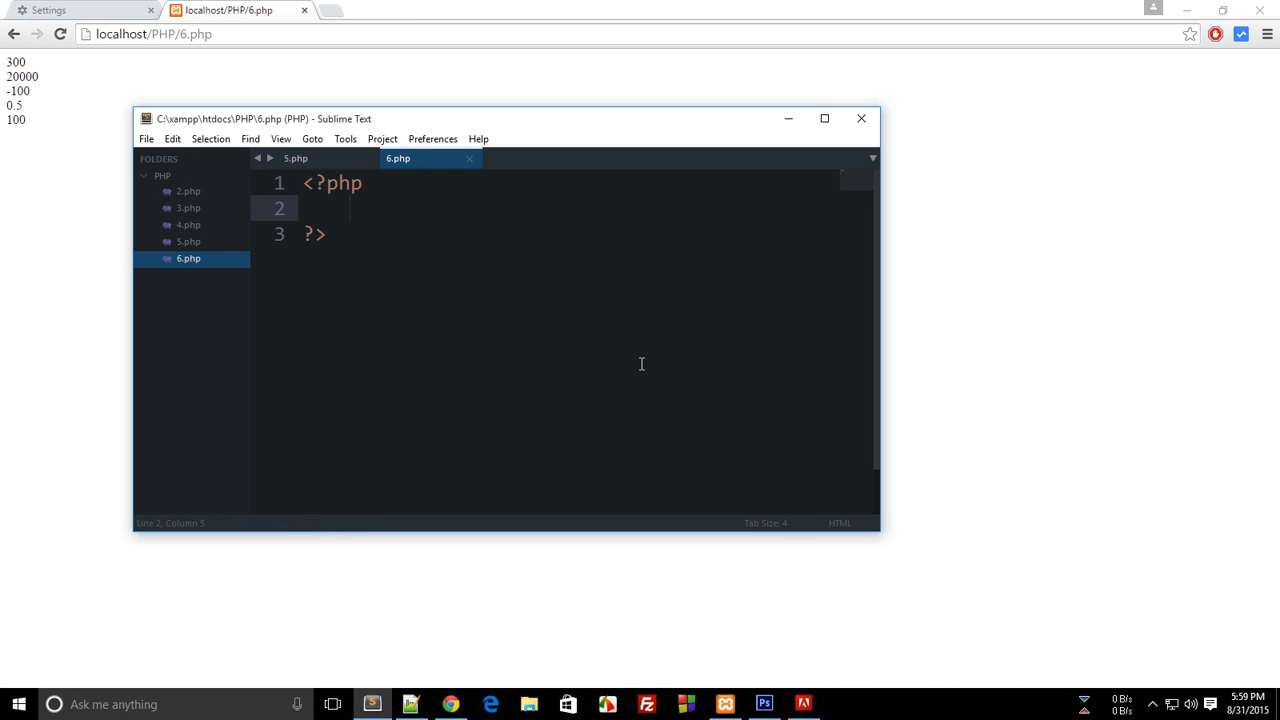 Settings
localhost/PHP/6.php
localhost/PHP/6.php
300
20000
-100
0.5
100
C:\xampp\htdocs\PHP\6.php (PHP) - Sublime Text
File Edit Selection Find View Goto Tools Project Preferences Help
FOLDERS
PHP
2.php
3.php
4.php
5.php
6.php
5.php 6.php
1 <?php
2
3 ?>
Line 2, Column 5 Tab Size: 4 HTML
Ask me anything
0 B/s
0 B/s
5:59 PM
8/31/2015